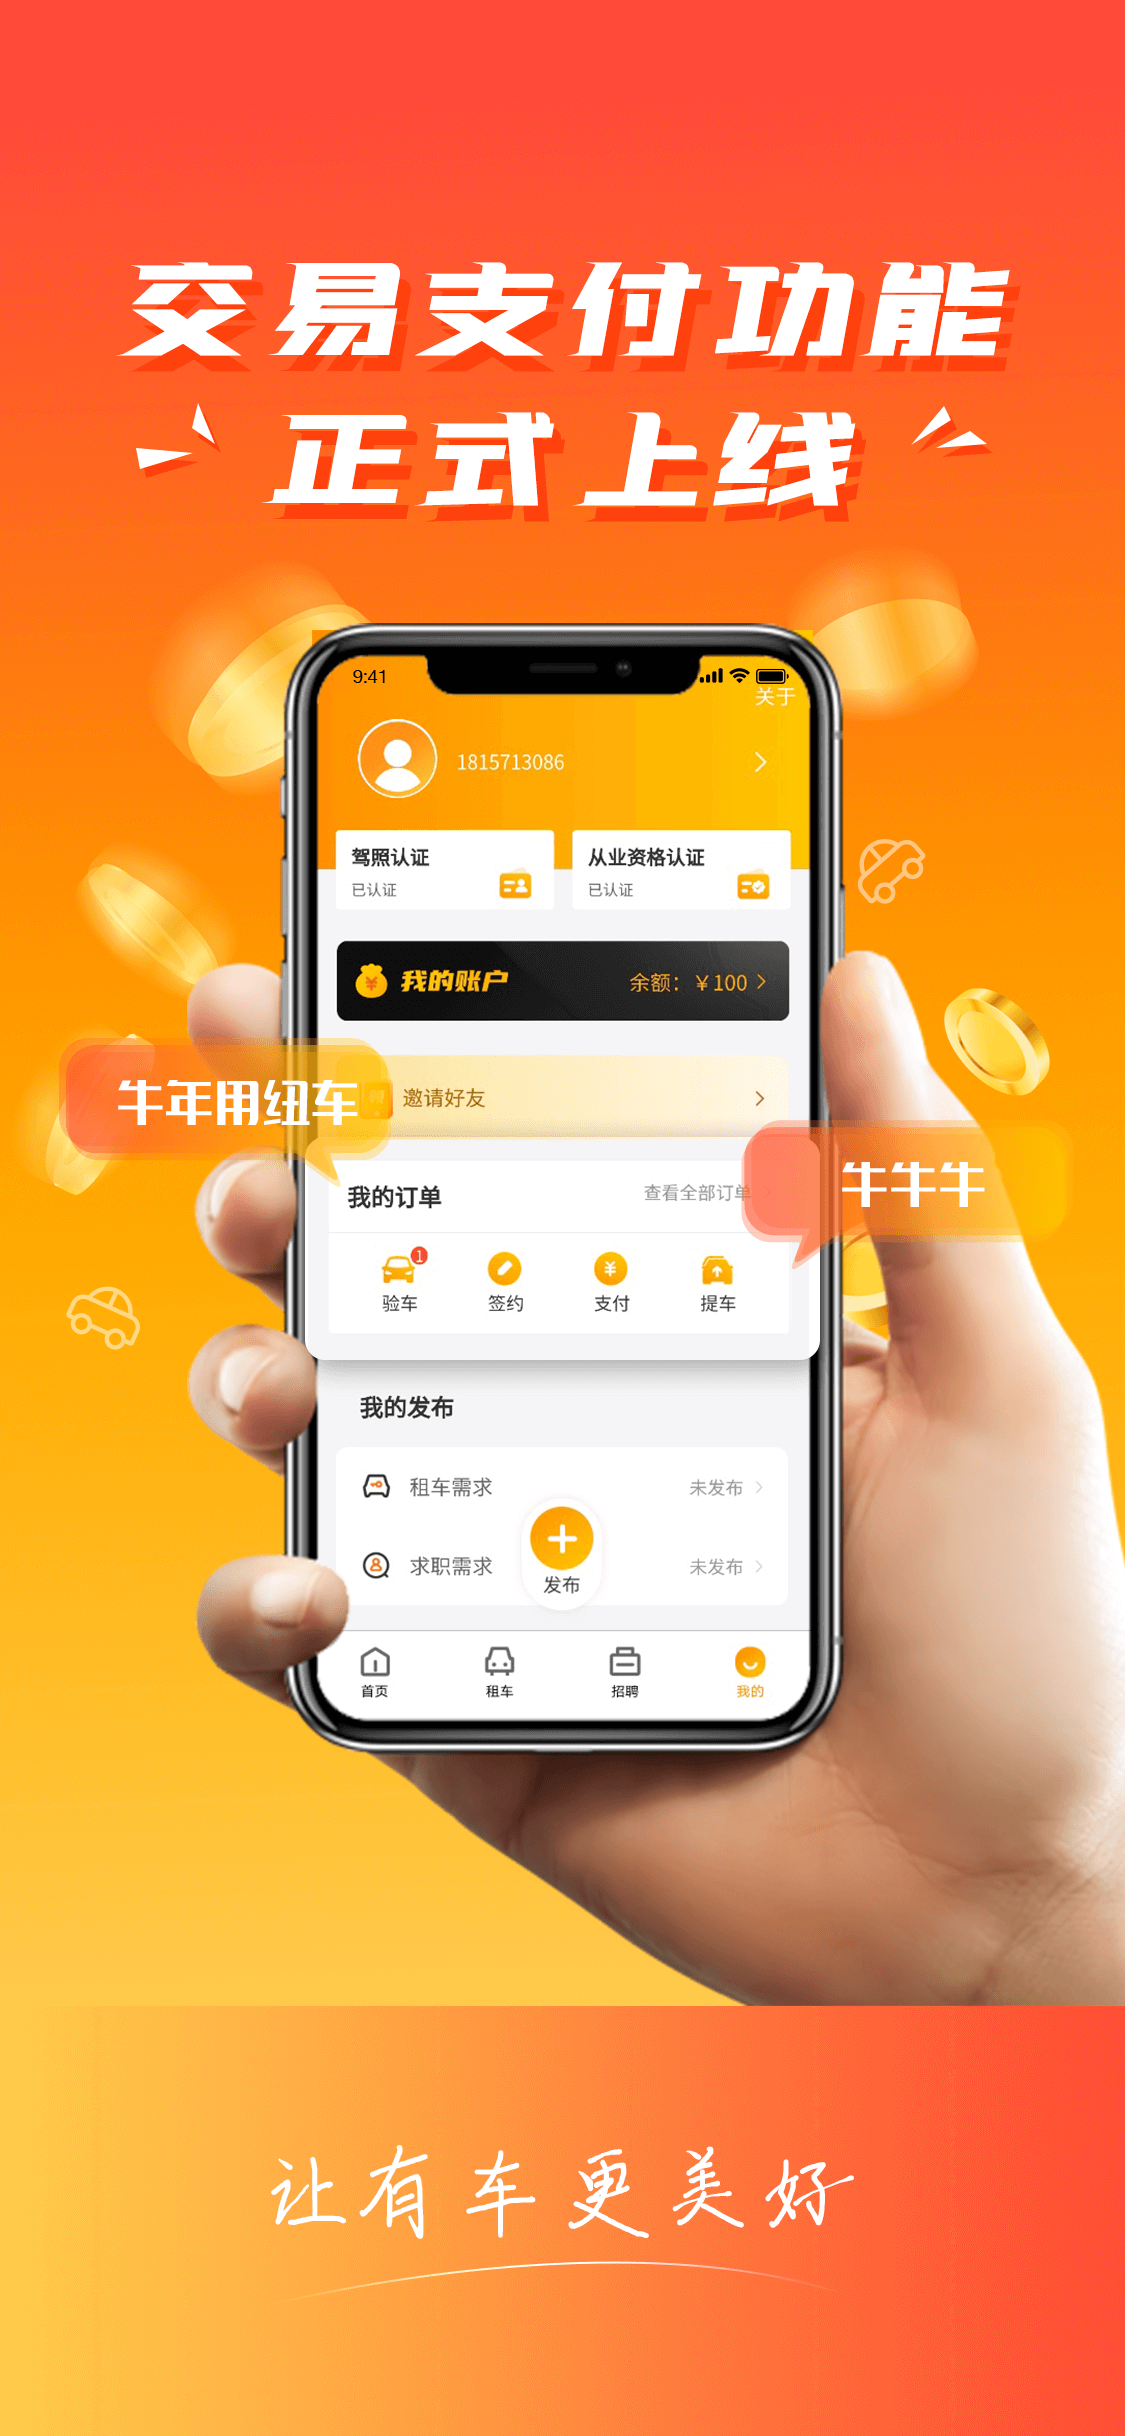 交易支付功能
正式上线
9:41
关于
1815713086
驾照认证
已认证
从业资格认证
已认证
我的账户
余额：￥100
牛年用纽车
邀请好友
牛牛牛
我的订单
查看全部订单
1
验车
签约
支付
提车
我的发布
租车需求
未发布
求职需求
未发布
发布
首页
租车
招聘
我的
让有车更美好